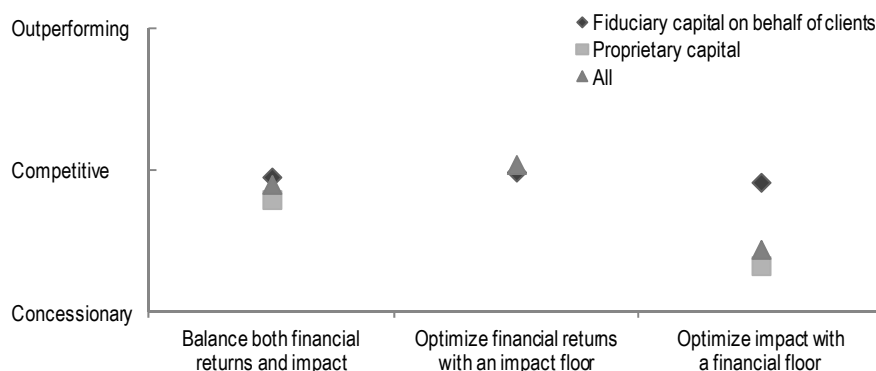 Outperforming
Fiduciary capital on behalf of clients
Proprietary capital
All
Competitive
Concessionary
Balance both financial
returns and impact
Optimize financial returns
with an impact floor
Optimize impact with
a financial floor